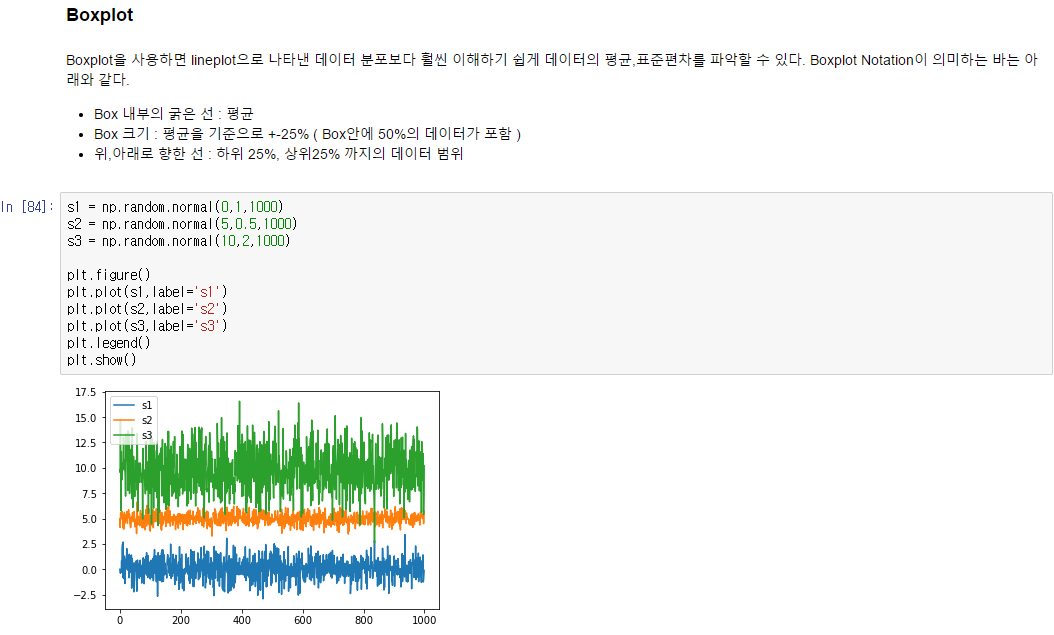 Boxplot
Boxplot을 사용하면 lineplot으로 나타낸 데이터 분포보다 훨씬 이해하기 쉽게 데이터의 평균,표준편차를 파악할 수 있다. Boxplot Notation이 의미하는 바는 아
래와 같다.
Box 내부의 굵은 선 : 평균
Box 크기 : 평균을 기준으로 +-25% ( Box안에 50%의 데이터가 포함 )
위,아래로 향한 선 : 하위 25%, 상위25% 까지의 데이터 범위
In [84]:
s1 = np.random.normal(0,1,1000)
s2 = np.random.normal(5,0.5,1000)
s3 = np.random.normal(10,2,1000)
plt.figure()
plt.plot(s1,label='s1')
plt.plot(s2,label='s2')
plt.plot(s3,label='s3')
plt.legend()
plt.show()
17.5
15.0
12.5
10.0
7.5
5.0
2.5
0.0
−2.5
s1
s2
s3
0 200 400 600 800 1000